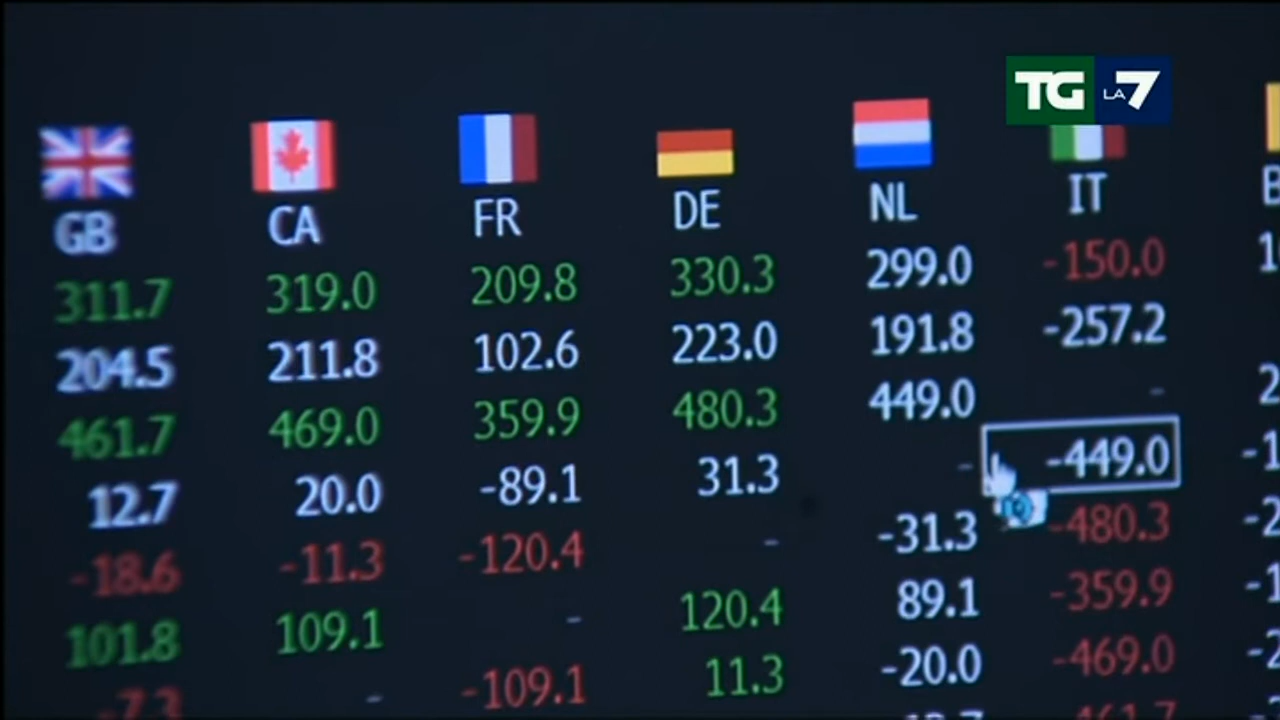 TG LA 7
GB CA FR DE NL IT
311.7 319.0 209.8 330.3 299.0 -150.0
204.5 211.8 102.6 223.0 191.8 -257.2
461.7 469.0 359.9 480.3 449.0 -
12.7 20.0 -89.1 31.3 - -449.0
-18.6 -11.3 -120.4 - -31.3 -480.3
101.8 109.1 - 120.4 89.1 -359.9
-7.3 - -109.1 11.3 -20.0 -469.0